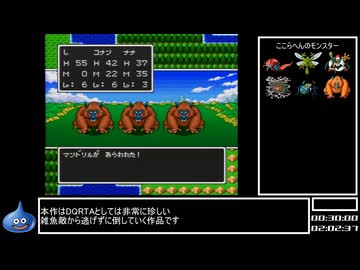 し コナン ナナ
H 55 H 42 H 37
M 0 M 22 M 35
Lv: 6 Lv: 6 Lv: 3
マンドリルが あらわれた！
ここらへんのモンスター
本作はDQRTAとしては非常に珍しい
雑魚敵から逃げずに倒していく作品です
00:30:00
02:02:37